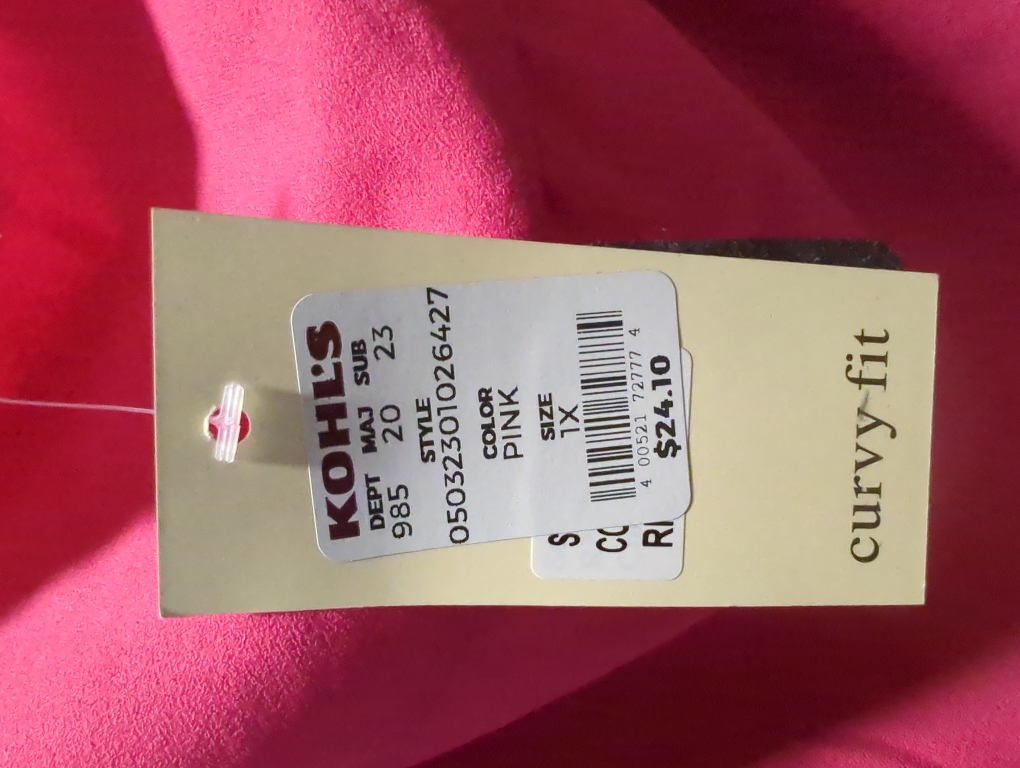 KOHL'S
DEPT MAJ SUB
985 20 23
STYLE
05032301026427
COLOR
PINK
SIZE
1X
4 00521 72777 4
$24.10
curvy fit